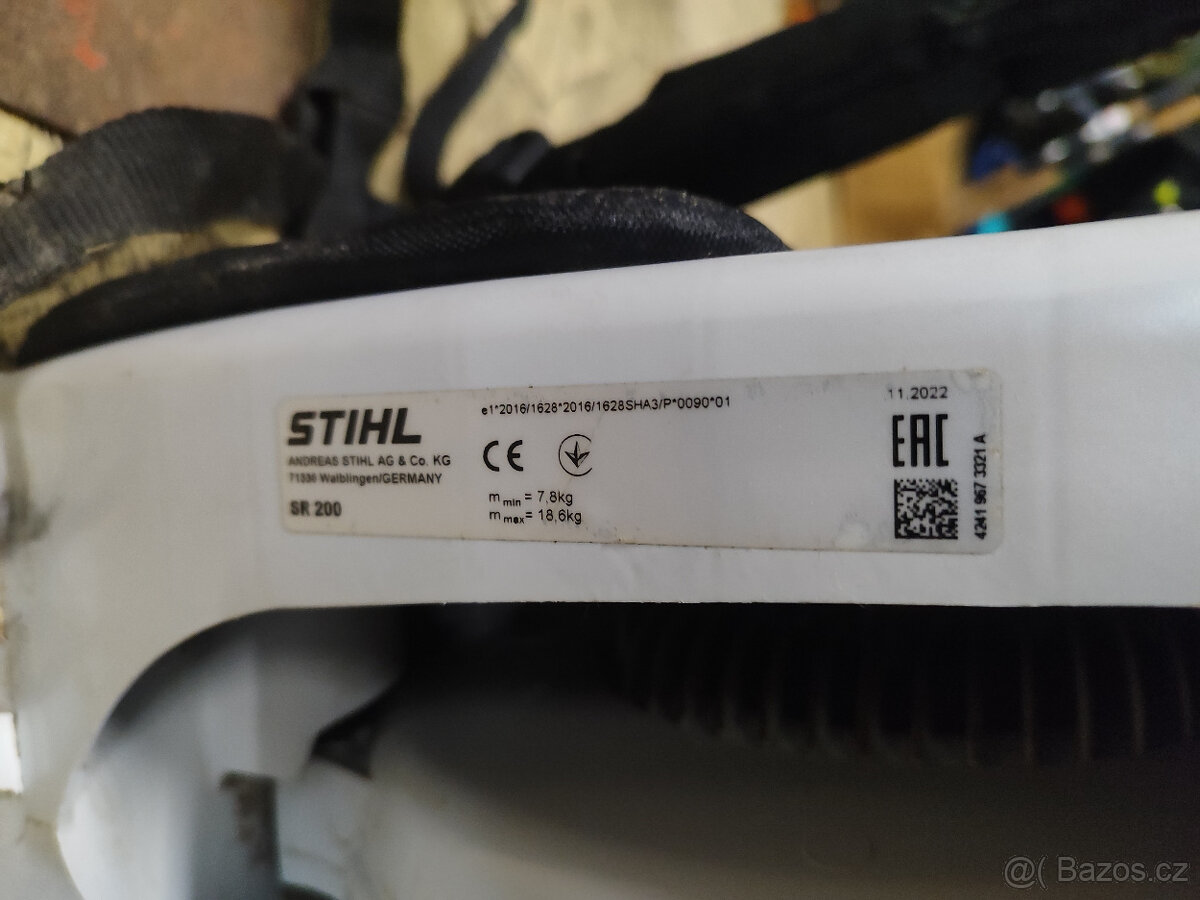 STIHL
ANDREAS STIHL AG & Co. KG
71336 Waiblingen/GERMANY
SR 200
e1*2016/1628*2016/1628SHA3/P*0090*01
CE
m min = 7,8kg
m max = 18,6kg
11.2022
EAC
4241 967 3321 A
@( Bazos.cz